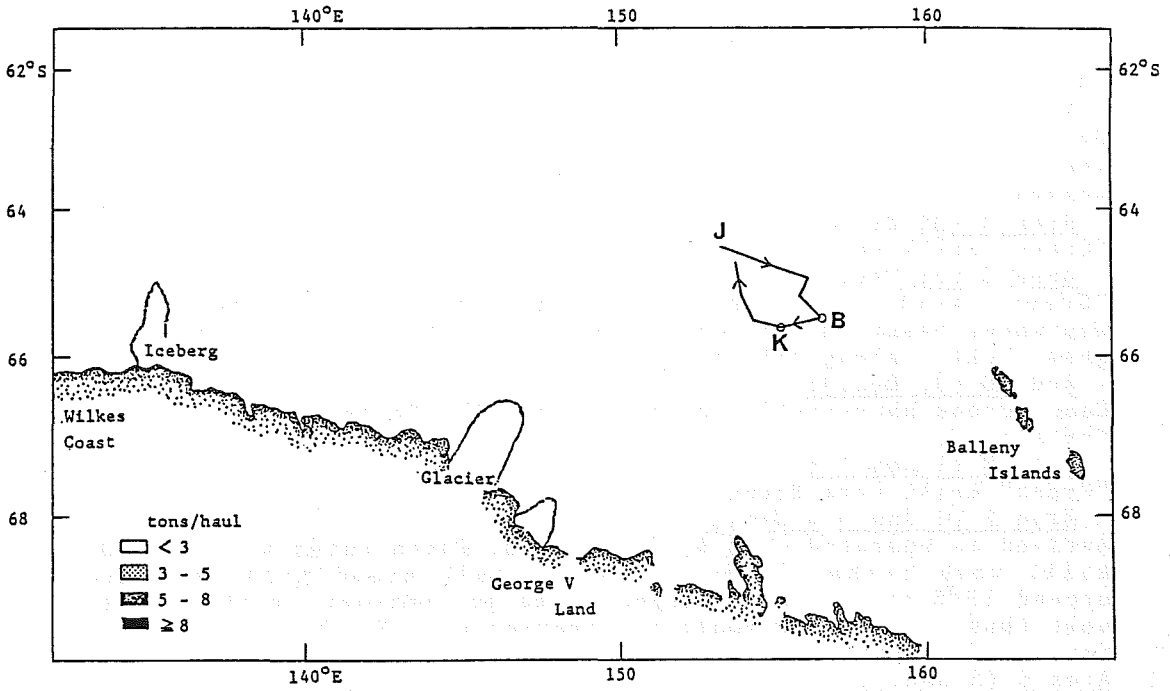 140°E 150 160
62°S 62°S
64 64
J
B
K
66 66
Iceberg
Wilkes
Coast
Balleny
Islands
Glacier
68 68
tons/haul
< 3
3 - 5
5 - 8
≧ 8
George V
Land
140°E 150 160